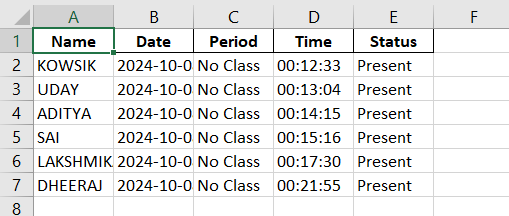 A B C D E F
1 Name Date Period Time Status
2 KOWSIK 2024-10-0 No Class 00:12:33 Present
3 UDAY 2024-10-0 No Class 00:13:04 Present
4 ADITYA 2024-10-0 No Class 00:14:15 Present
5 SAI 2024-10-0 No Class 00:15:16 Present
6 LAKSHMIK 2024-10-0 No Class 00:17:30 Present
7 DHEERAJ 2024-10-0 No Class 00:21:55 Present
8